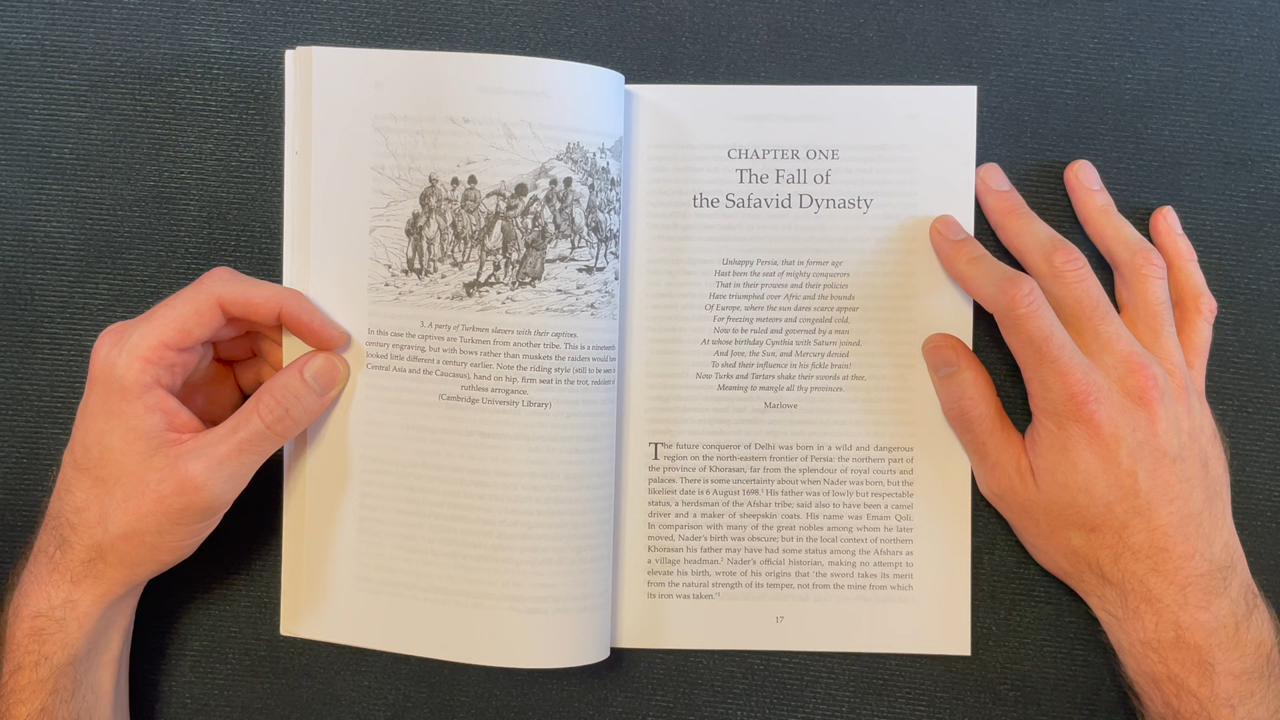 3. A party of Turkmen slavers with their captives.
In this case the captives are Turkmen from another tribe. This is a nineteenth
century engraving, but with bows rather than muskets the raiders would have
looked little different a century earlier. Note the riding style (still to be seen in
Central Asia and the Caucasus), hand on hip, firm seat in the trot, redolent of
ruthless arrogance.
(Cambridge University Library)
CHAPTER ONE
The Fall of
the Safavid Dynasty
Unhappy Persia, that in former age
Hast been the seat of mighty conquerors
That in their prowess and their policies
Have triumphed over Afric and the bounds
Of Europe, where the sun dares scarce appear
For freezing meteors and congealed cold,
Now to be ruled and governed by a man
At whose birthday Cynthia with Saturn joined,
And Jove, the Sun, and Mercury denied
To shed their influence in his fickle brain!
Now Turks and Tartars shake their swords at thee,
Meaning to mangle all thy provinces.
Marlowe
The future conqueror of Delhi was born in a wild and dangerous
region on the north-eastern frontier of Persia: the northern part of
the province of Khorasan, far from the splendour of royal courts and
palaces. There is some uncertainty about when Nader was born, but the
likeliest date is 6 August 1698.¹ His father was of lowly but respectable
status, a herdsman of the Afshar tribe; said also to have been a camel
driver and a maker of sheepskin coats. His name was Emam Qoli.
In comparison with many of the great nobles among whom he later
moved, Nader's birth was obscure; but in the local context of northern
Khorasan his father may have had some status among the Afshars as
a village headman.² Nader's official historian, making no attempt to
elevate his birth, wrote of his origins that 'the sword takes its merit
from the natural strength of its temper, not from the mine from which
its iron was taken.'³
17